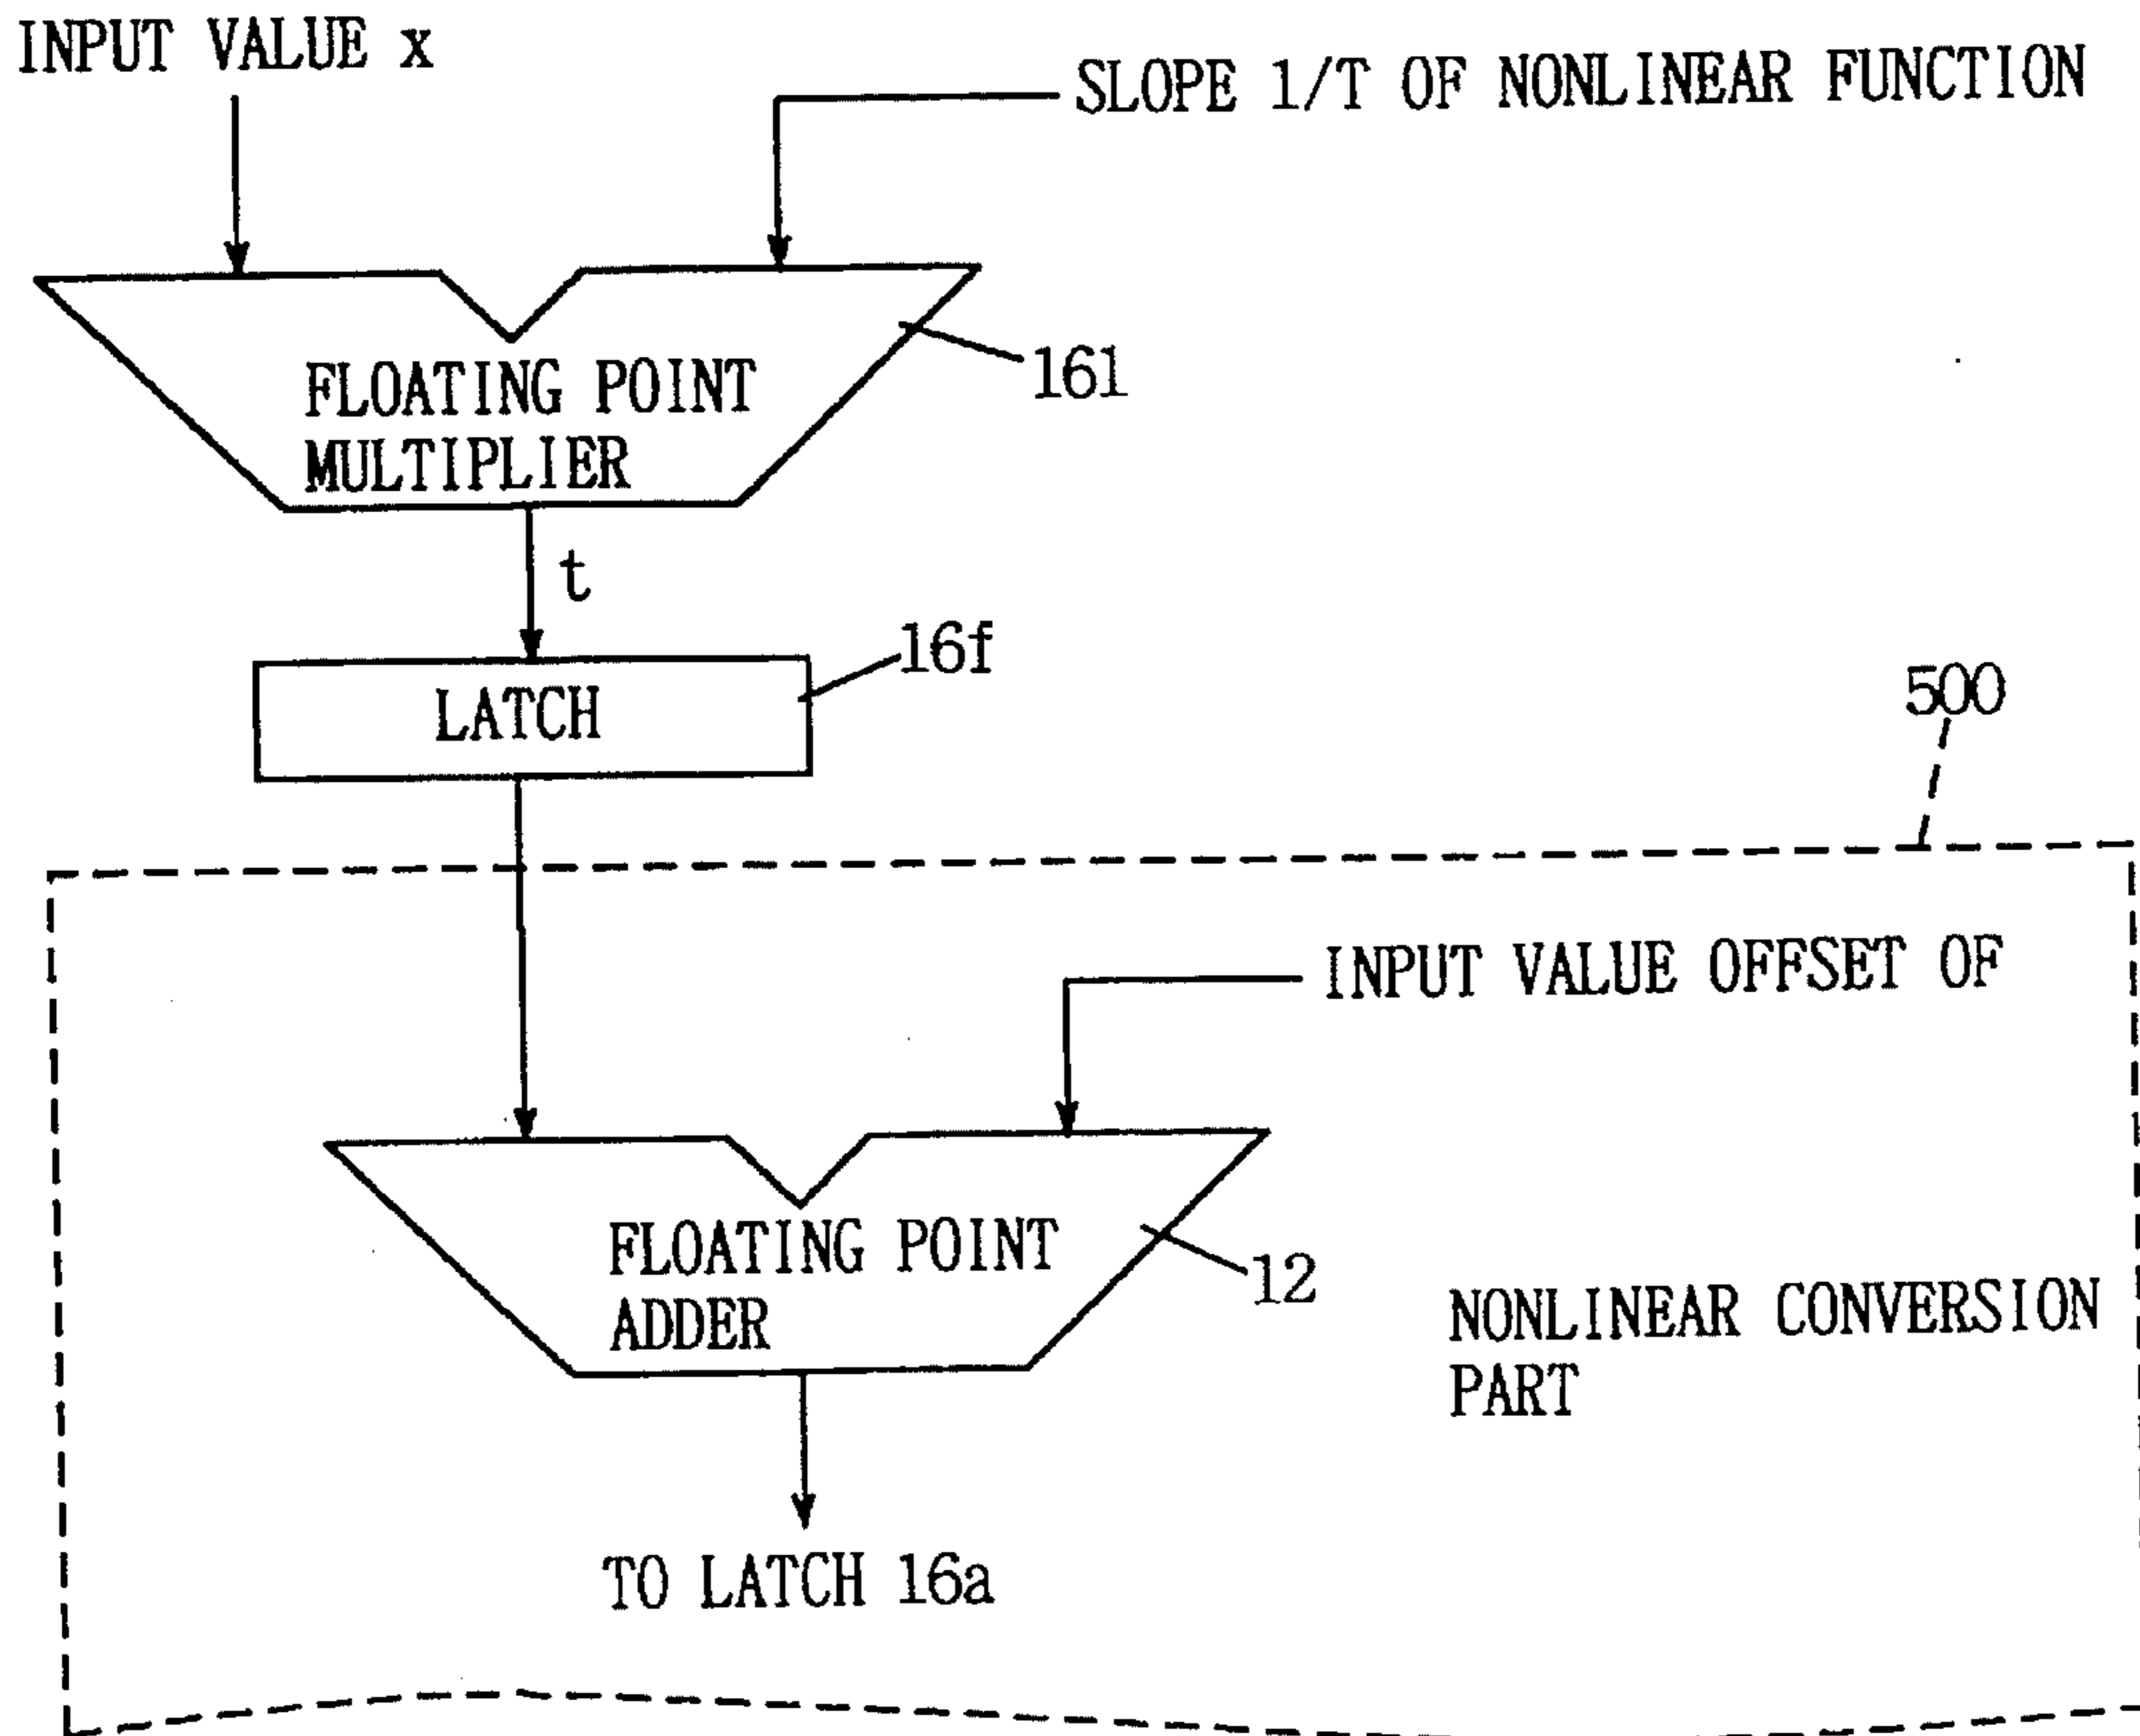 INPUT VALUE x
SLOPE 1/T OF NONLINEAR FUNCTION
FLOATING POINT
MULTIPLIER
161
t
16f
LATCH
500
INPUT VALUE OFFSET OF
FLOATING POINT
ADDER
12
NONLINEAR CONVERSION
PART
TO LATCH 16a